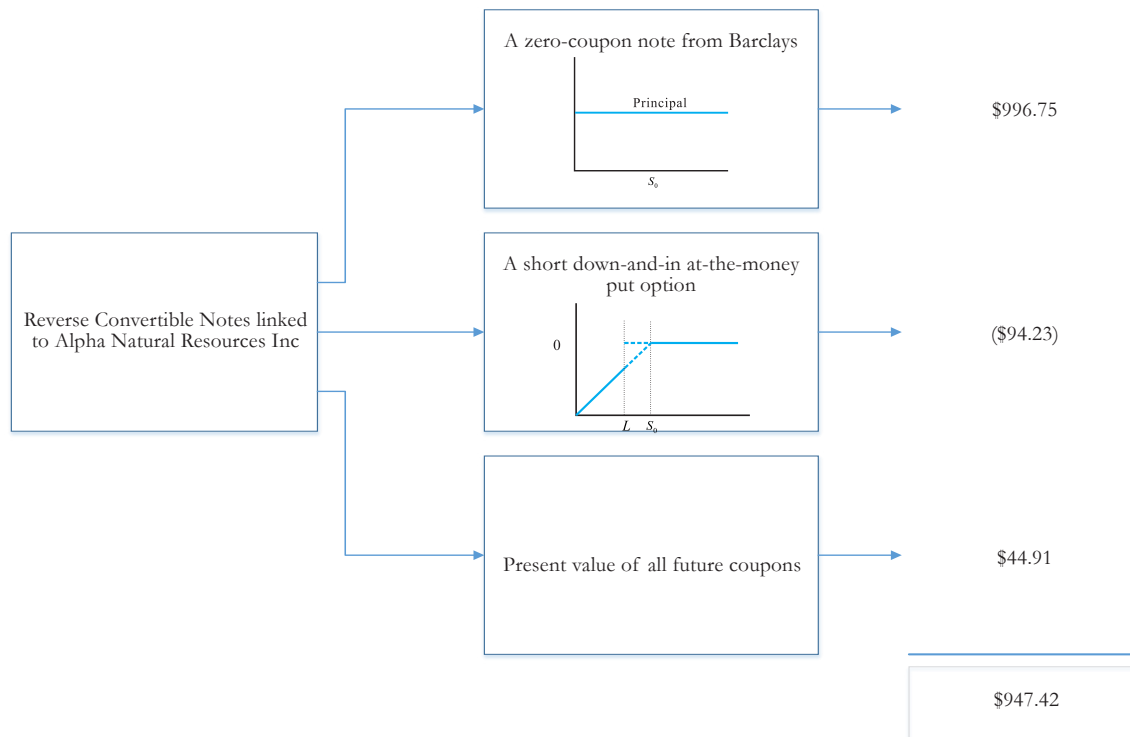 A zero-coupon note from Barclays
Principal
S₀
$996.75
Reverse Convertible Notes linked
to Alpha Natural Resources Inc
A short down-and-in at-the-money
put option
0
L S₀
($94.23)
Present value of all future coupons
$44.91
$947.42